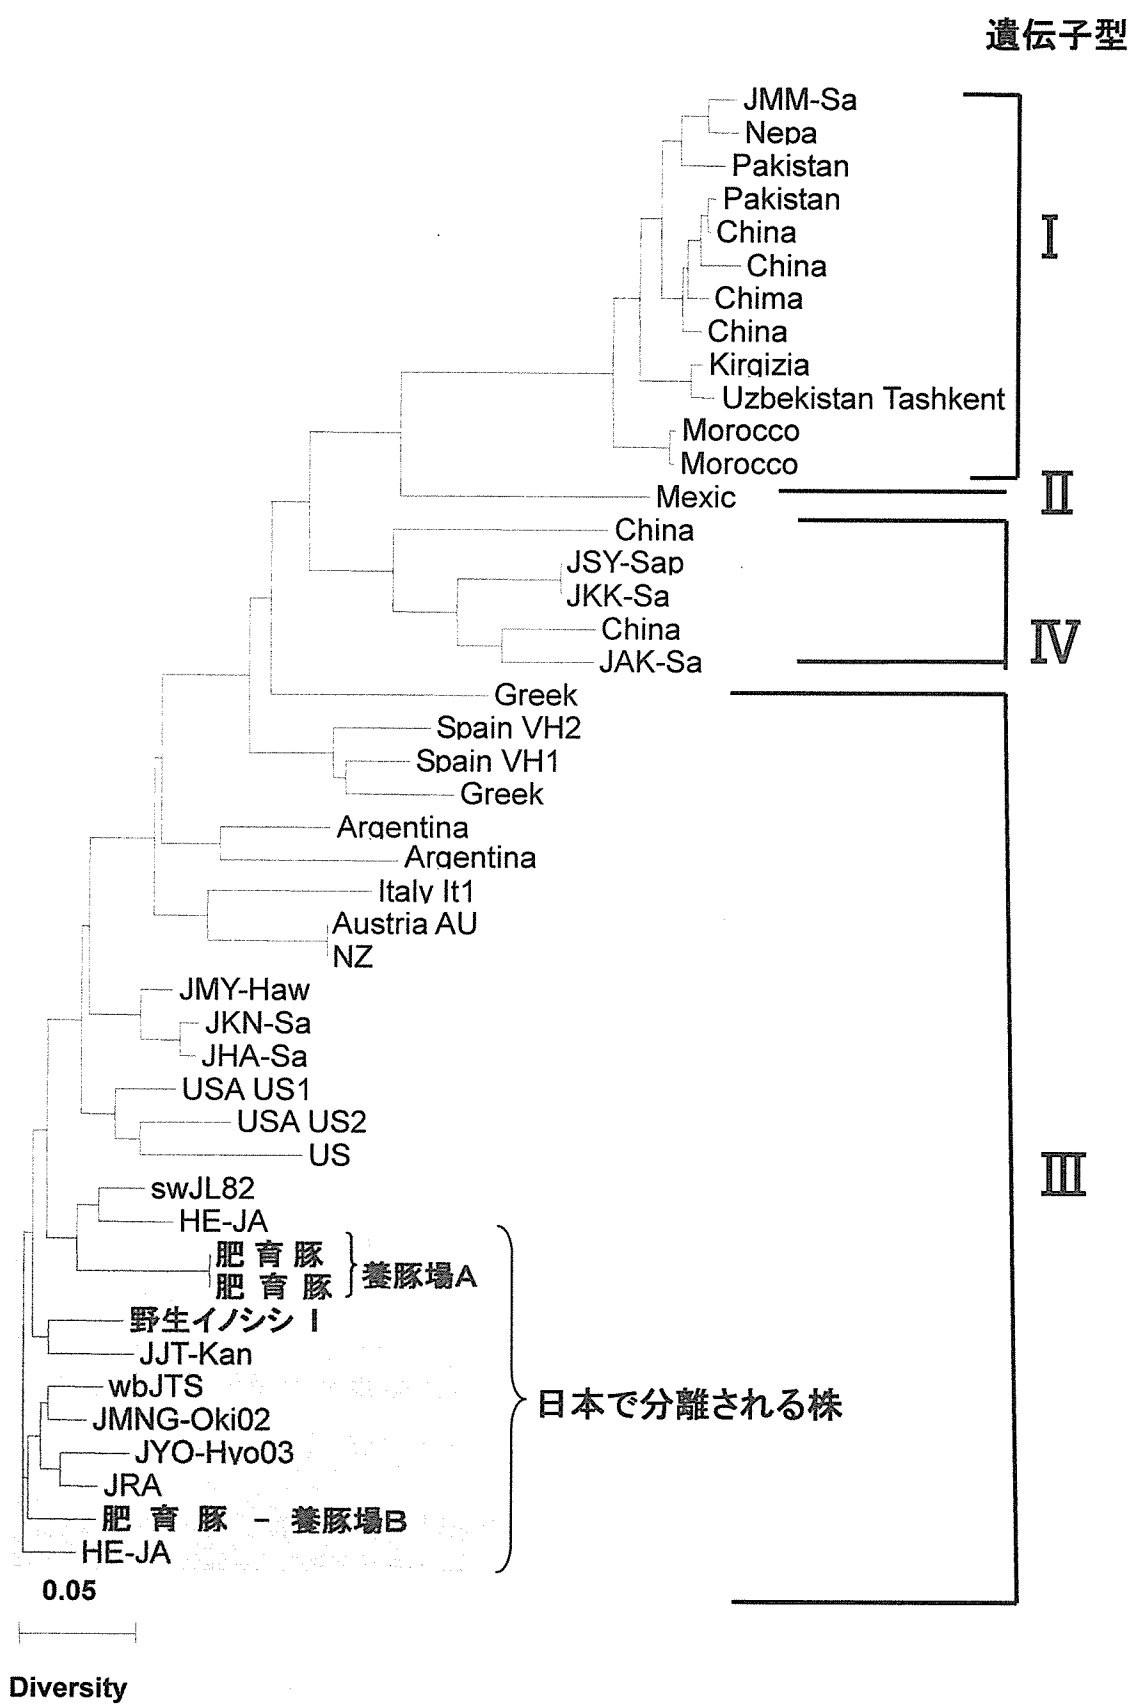 遺伝子型
JMM-Sa
Nepa
Pakistan
Pakistan
China
I
China
Chima
China
Kirgizia
Uzbekistan Tashkent
Morocco
Morocco
Mexic
II
China
JSY-Sap
JKK-Sa
China
IV
JAK-Sa
Greek
Spain VH2
Spain VH1
Greek
Argentina
Argentina
Italy It1
Austria AU
NZ
JMY-Haw
JKN-Sa
JHA-Sa
USA US1
USA US2
US
III
swJL82
HE-JA
肥育豚
肥育豚
養豚場A
野生イノシシ I
JJT-Kan
wbJTS
日本で分離される株
JMNG-Oki02
JYO-Hyo03
JRA
肥育豚 - 養豚場B
HE-JA
0.05
Diversity